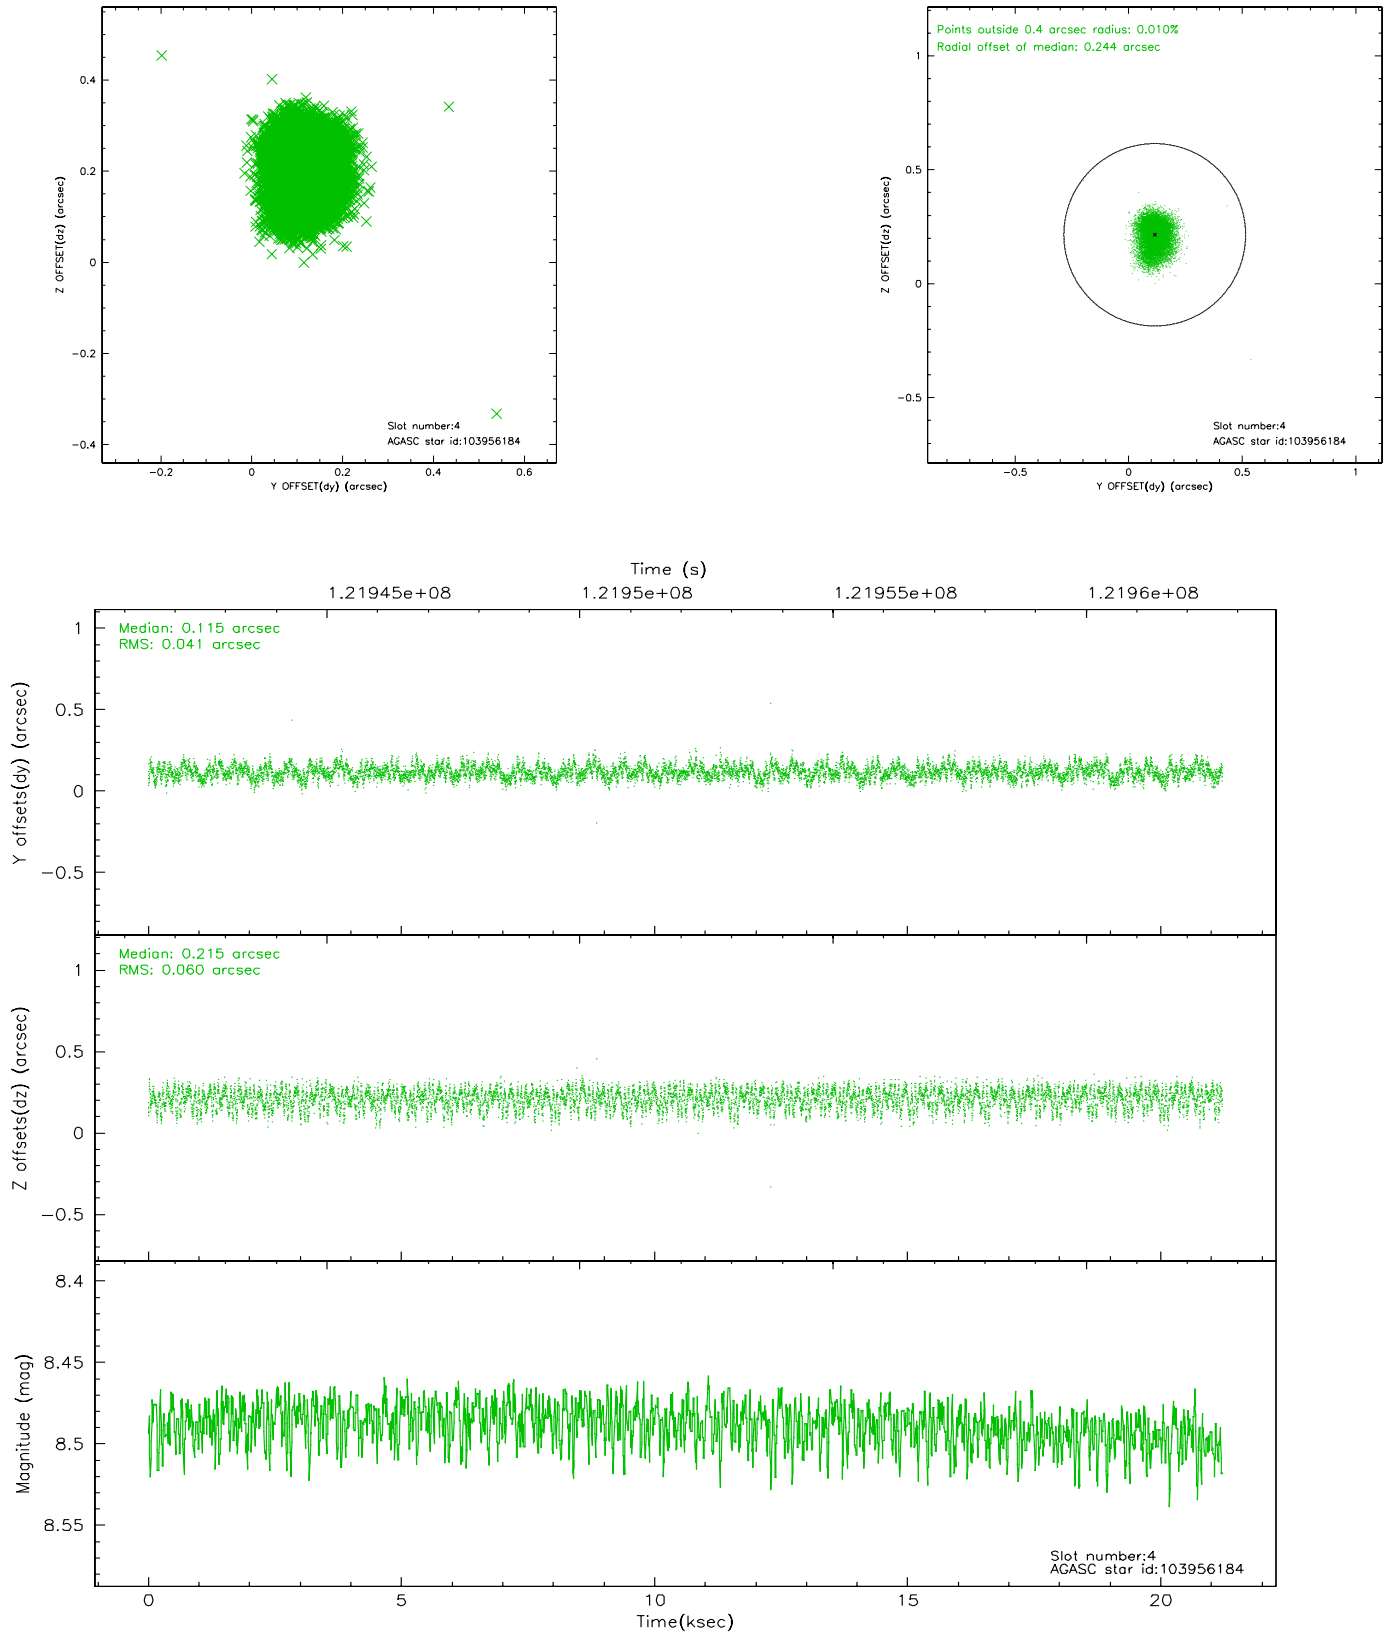 0.4
0.2
0
−0.2
−0.4
Z OFFSET(dz) (arcsec)
Slot number:4
AGASC star id:103956184
−0.2 0 0.2 0.4 0.6
Y OFFSET(dy) (arcsec)
Points outside 0.4 arcsec radius: 0.010%
Radial offset of median: 0.244 arcsec
1
0.5
0
−0.5
Z OFFSET(dz) (arcsec)
Slot number:4
AGASC star id:103956184
−0.5 0 0.5 1
Y OFFSET(dy) (arcsec)
Time (s)
1.21945e+08 1.2195e+08 1.21955e+08 1.2196e+08
Median: 0.115 arcsec
RMS: 0.041 arcsec
1
0.5
0
−0.5
Y offsets(dy) (arcsec)
Median: 0.215 arcsec
RMS: 0.060 arcsec
1
0.5
0
−0.5
Z offsets(dz) (arcsec)
8.4
8.45
8.5
8.55
Magnitude (mag)
Slot number:4
AGASC star id:103956184
0 5 10 15 20
Time(ksec)